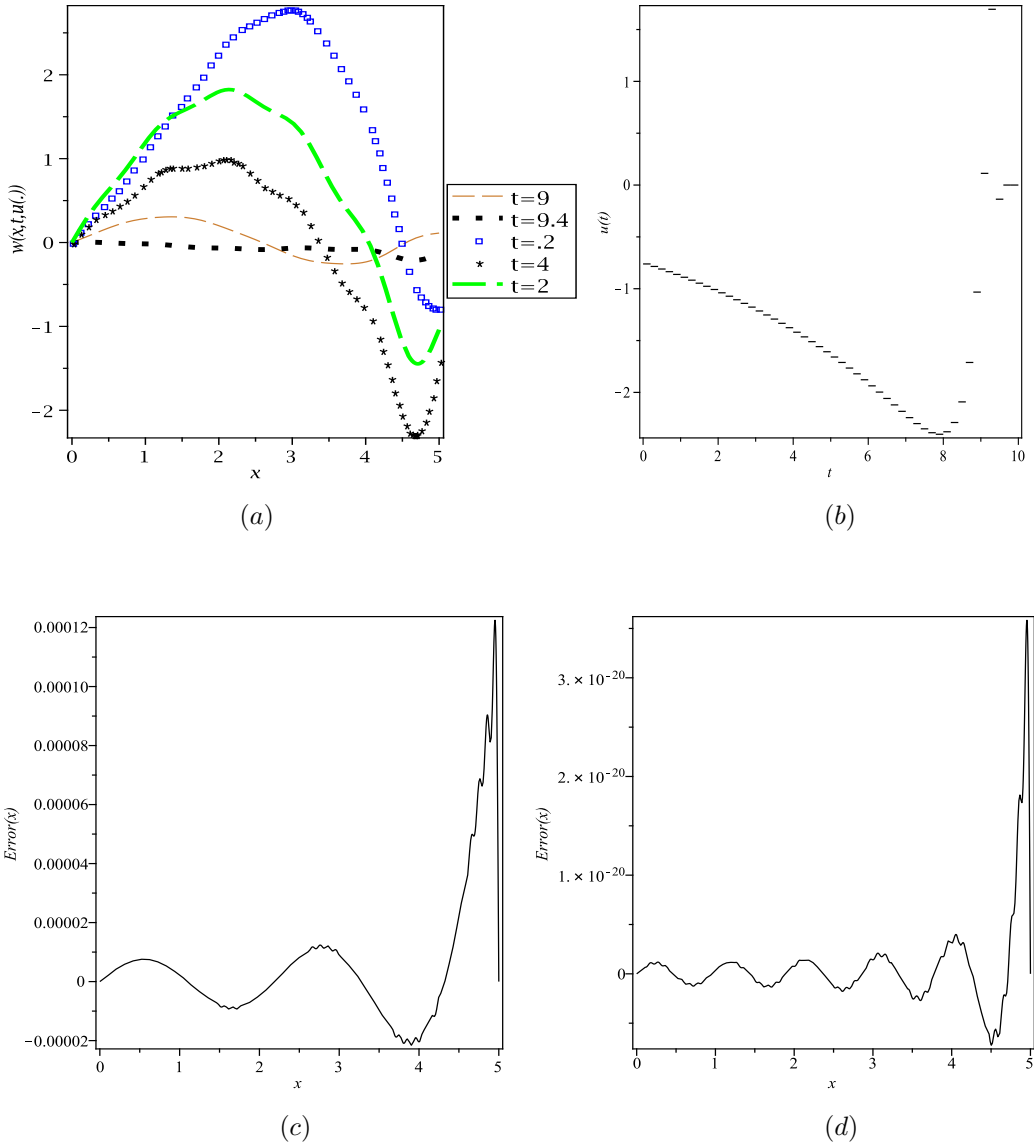 2
1
0
−1
−2
w(x,t,u(.))
0 1 2 3 4 5
x
t=9
t=9.4
t=.2
t=4
t=2
(a)
1
0
−1
−2
u(t)
0 2 4 6 8 10
t
(b)
0.00012
0.00010
0.00008
0.00006
0.00004
0.00002
0
−0.00002
Error(x)
0 1 2 3 4 5
x
(c)
3. × 10⁻²⁰
2. × 10⁻²⁰
1. × 10⁻²⁰
0
Error(x)
0 1 2 3 4 5
x
(d)